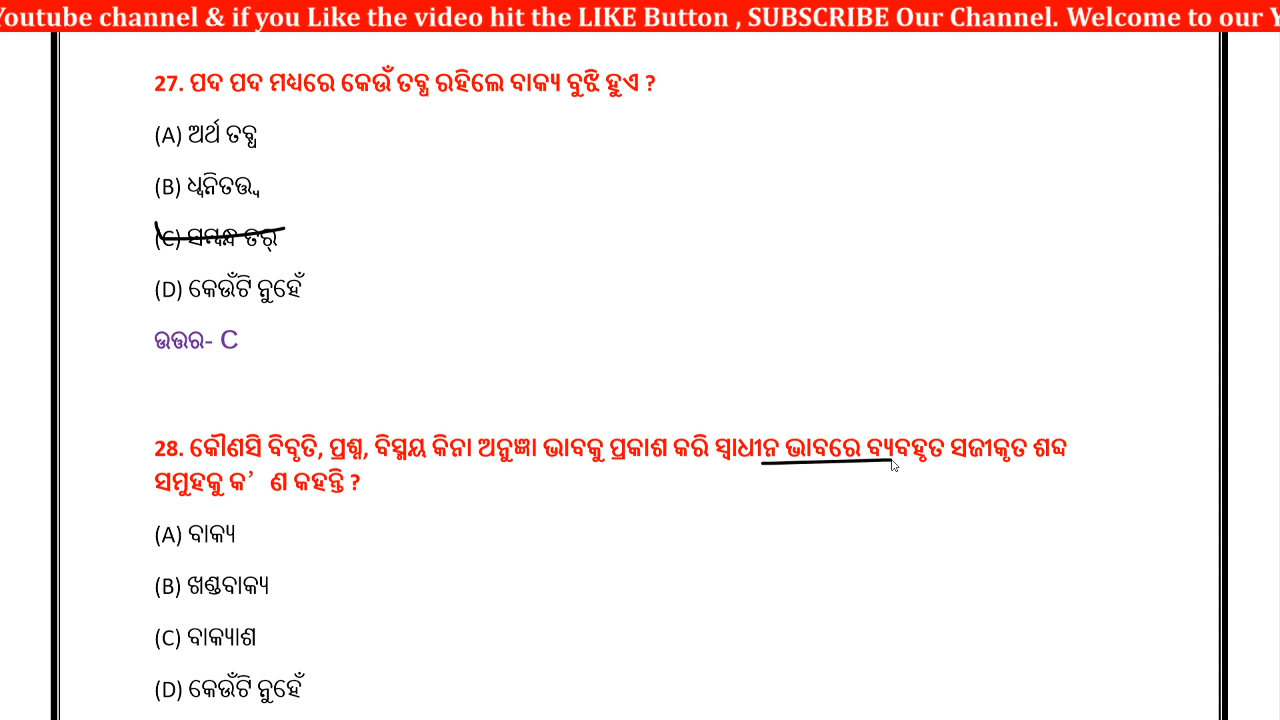 Youtube channel & if you Like the video hit the LIKE Button , SUBSCRIBE Our Channel. Welcome to our Y
27. ପଦ ପଦ ମଧ୍ୟରେ କେଉଁ ତତ୍ତ୍ଵ ରହିଲେ ବାକ୍ୟ ବୁଝି ହୁଏ ?
(A) ଅର୍ଥ ତତ୍ତ୍ଵ
(B) ଧ୍ୱନିତତ୍ତ୍ୱ
(C) ସମ୍ବନ୍ଧ ତର୍
(D) କେଉଁଟି ନୁହେଁ
ଉତ୍ତର- C
28. କୌଣସି ବିବୃତି, ପ୍ରଶ୍ନ, ବିସ୍ମୟ କିନା ଅନୁଜ୍ଞା ଭାବକୁ ପ୍ରକାଶ କରି ସ୍ୱାଧୀନ ଭାବରେ ବ୍ୟବହୃତ ସଜୀକୃତ ଶବ୍ଦ
ସମୁହକୁ କ’ ଣ କହନ୍ତି ?
(A) ବାକ୍ୟ
(B) ଖଣ୍ଡବାକ୍ୟ
(C) ବାକ୍ୟାଶ
(D) କେଉଁଟି ନୁହେଁ